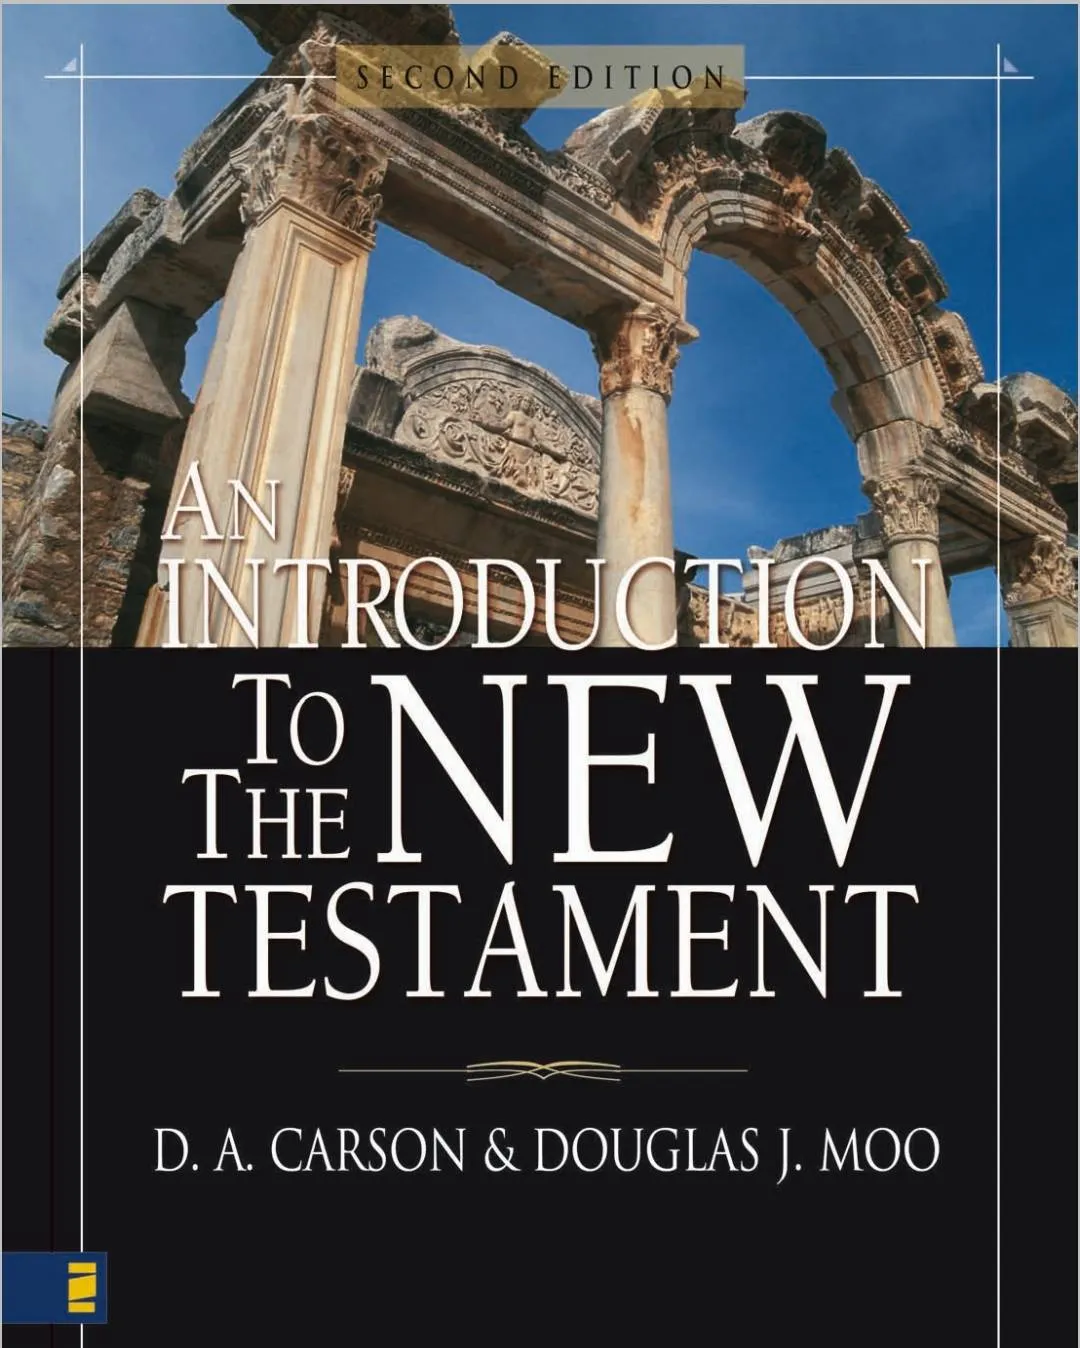 SECOND EDITION
AN
INTRODUCTION
TO
THE NEW
TESTAMENT
D. A. CARSON & DOUGLAS J. MOO